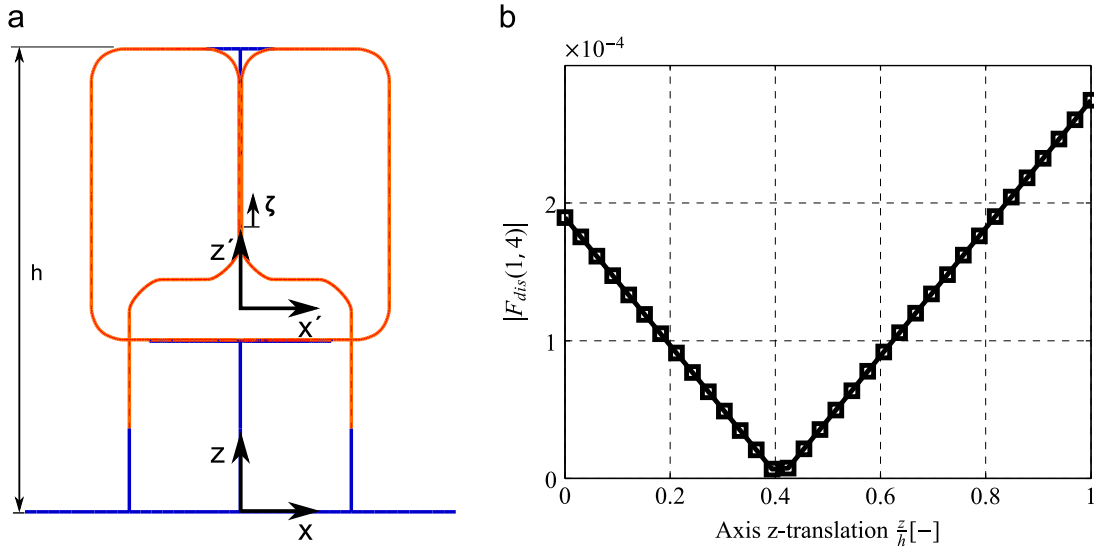 a
h
ζ
z′
x′
z
x
b
×10⁻⁴
2
1
0
|F_dis(1, 4)|
0 0.2 0.4 0.6 0.8 1
Axis z-translation z/h [-]